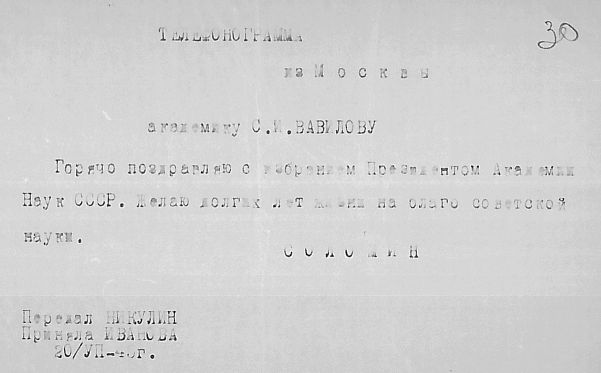 ТЕЛЕФОНОГРАММА
30
из Москвы
академику С.И.ВАВИЛОВУ
Горячо поздравляю с избранием Президентом Академии
Наук СССР. Желаю долгих лет жизни на благо советской
науки.
СОЛОМИН
Передал НИКУЛИН
Приняла ИВАНОВА
20/УП-45г.